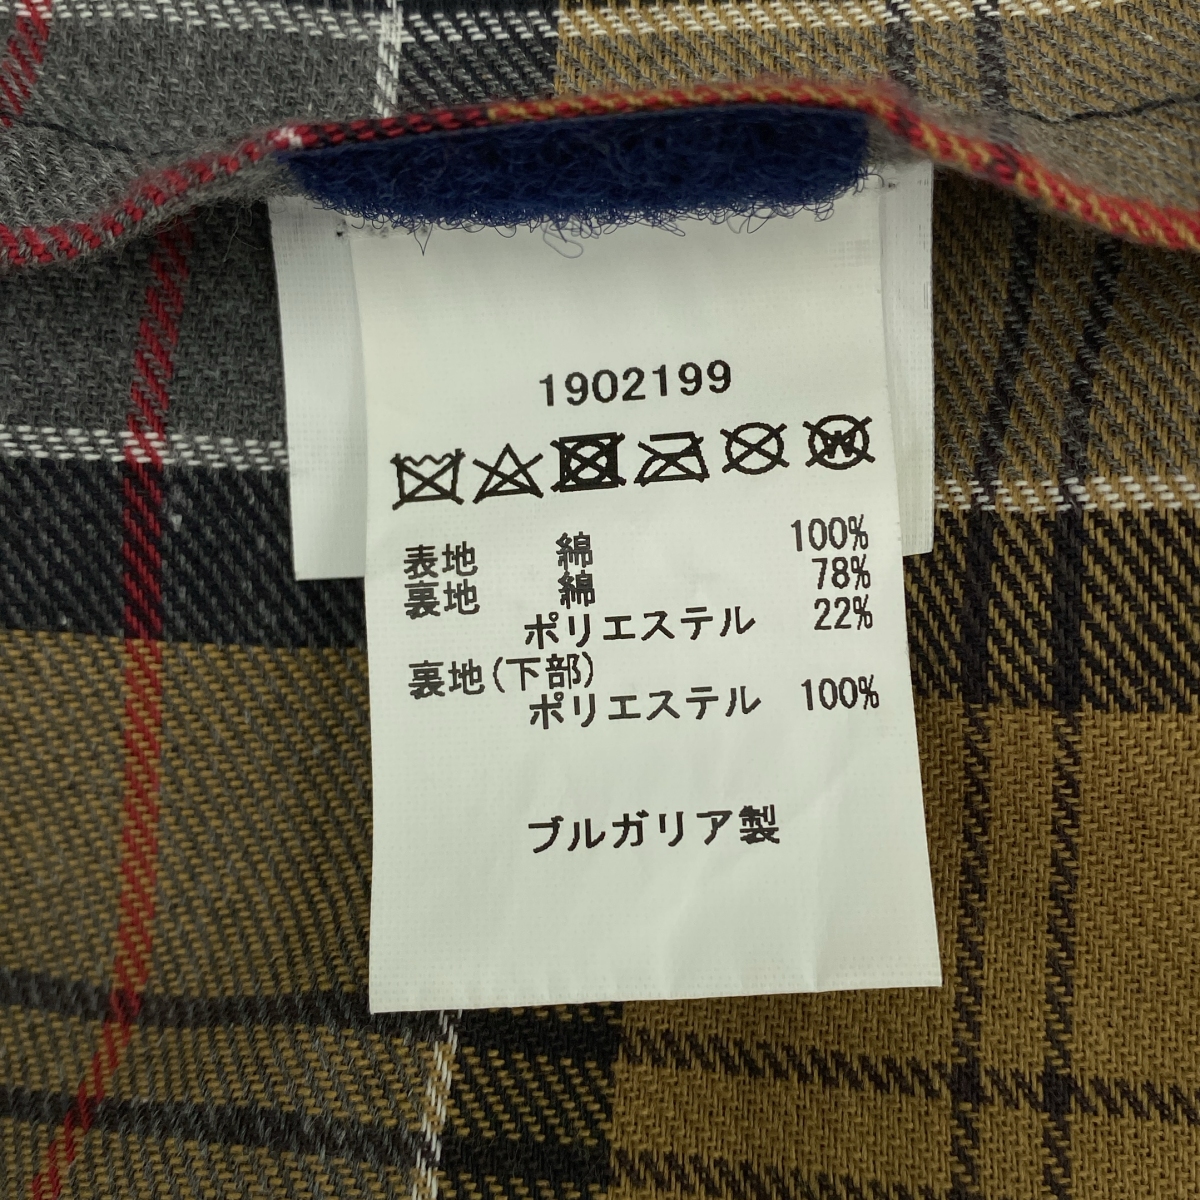 1902199
表地 綿 100%
裏地 綿 78%
ポリエステル 22%
裏地(下部)
ポリエステル 100%
ブルガリア製